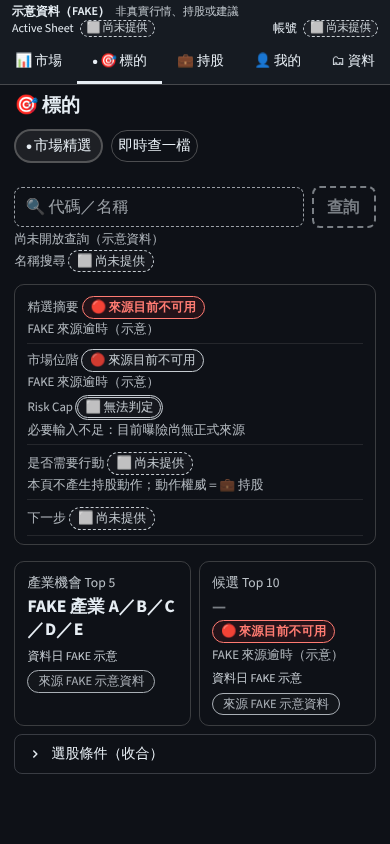 示意資料（FAKE） 非真實行情、持股或建議
Active Sheet ⬜ 尚未提供 帳號 ⬜ 尚未提供
📊 市場 •🎯 標的 💼 持股 👤 我的 🗂 資料
🎯 標的
•市場精選 即時查一檔
🔍 代碼／名稱 查詢
尚未開放查詢（示意資料）
名稱搜尋 ⬜ 尚未提供
精選摘要 🔴 來源目前不可用
FAKE 來源逾時（示意）
市場位階 🔴 來源目前不可用
FAKE 來源逾時（示意）
Risk Cap ⬜ 無法判定
必要輸入不足：目前曝險尚無正式來源
是否需要行動 ⬜ 尚未提供
本頁不產生持股動作；動作權威＝💼 持股
下一步 ⬜ 尚未提供
產業機會 Top 5
FAKE 產業 A／B／C
／D／E
資料日 FAKE 示意
來源 FAKE 示意資料
候選 Top 10
—
🔴 來源目前不可用
FAKE 來源逾時（示意）
資料日 FAKE 示意
來源 FAKE 示意資料
› 選股條件（收合）